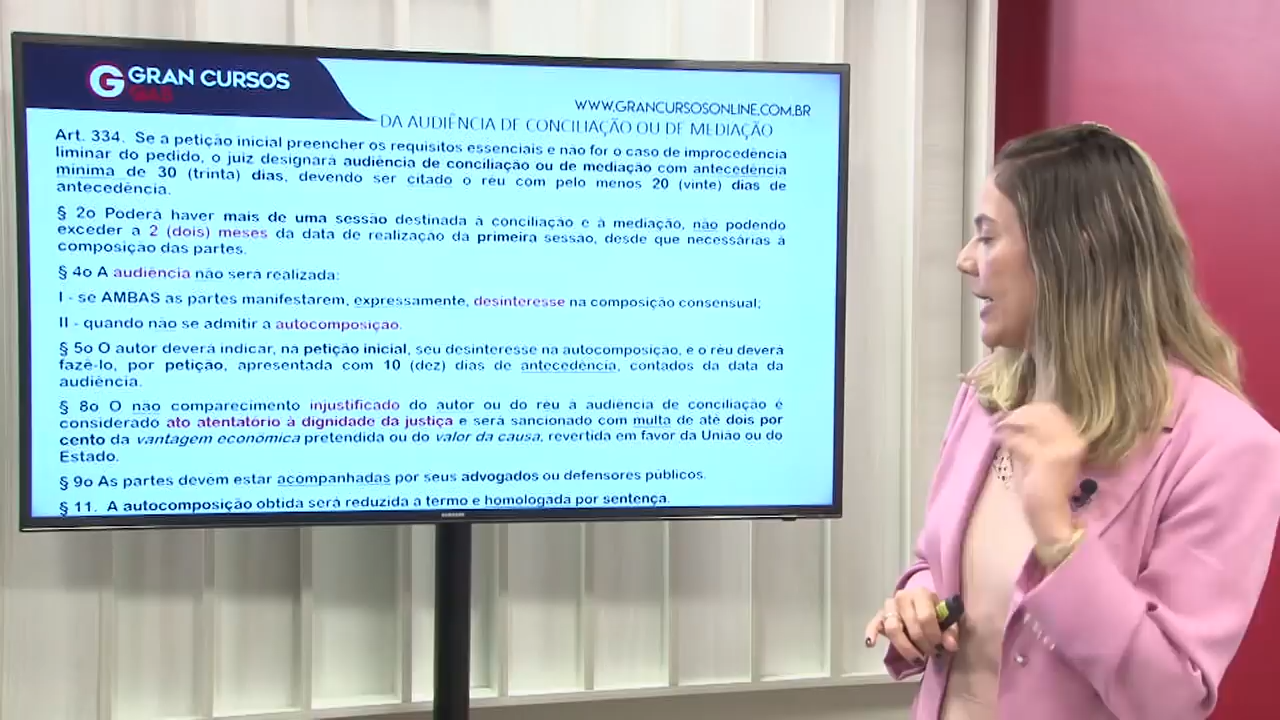 G GRAN CURSOS
WWW.GRANCURSOSONLINE.COM.BR
DA AUDIÊNCIA DE CONCILIAÇÃO OU DE MEDIAÇÃO
Art. 334. Se a petição inicial preencher os requisitos essenciais e não for o caso de improcedência
liminar do pedido, o juiz designará audiência de conciliação ou de mediação com antecedência
mínima de 30 (trinta) dias, devendo ser citado o réu com pelo menos 20 (vinte) dias de
antecedência.
§ 2o Poderá haver mais de uma sessão destinada à conciliação e à mediação, não podendo
exceder a 2 (dois) meses da data de realização da primeira sessão, desde que necessárias à
composição das partes.
§ 4o A audiência não será realizada:
I - se AMBAS as partes manifestarem, expressamente, desinteresse na composição consensual;
II - quando não se admitir a autocomposição.
§ 5o O autor deverá indicar, na petição inicial, seu desinteresse na autocomposição, e o réu deverá
fazê-lo, por petição, apresentada com 10 (dez) dias de antecedência, contados da data da
audiência.
§ 8o O não comparecimento injustificado do autor ou do réu à audiência de conciliação é
considerado ato atentatório à dignidade da justiça e será sancionado com multa de até dois por
cento da vantagem econômica pretendida ou do valor da causa, revertida em favor da União ou do
Estado.
§ 9o As partes devem estar acompanhadas por seus advogados ou defensores públicos.
§ 11. A autocomposição obtida será reduzida a termo e homologada por sentença.
SAMSUNG